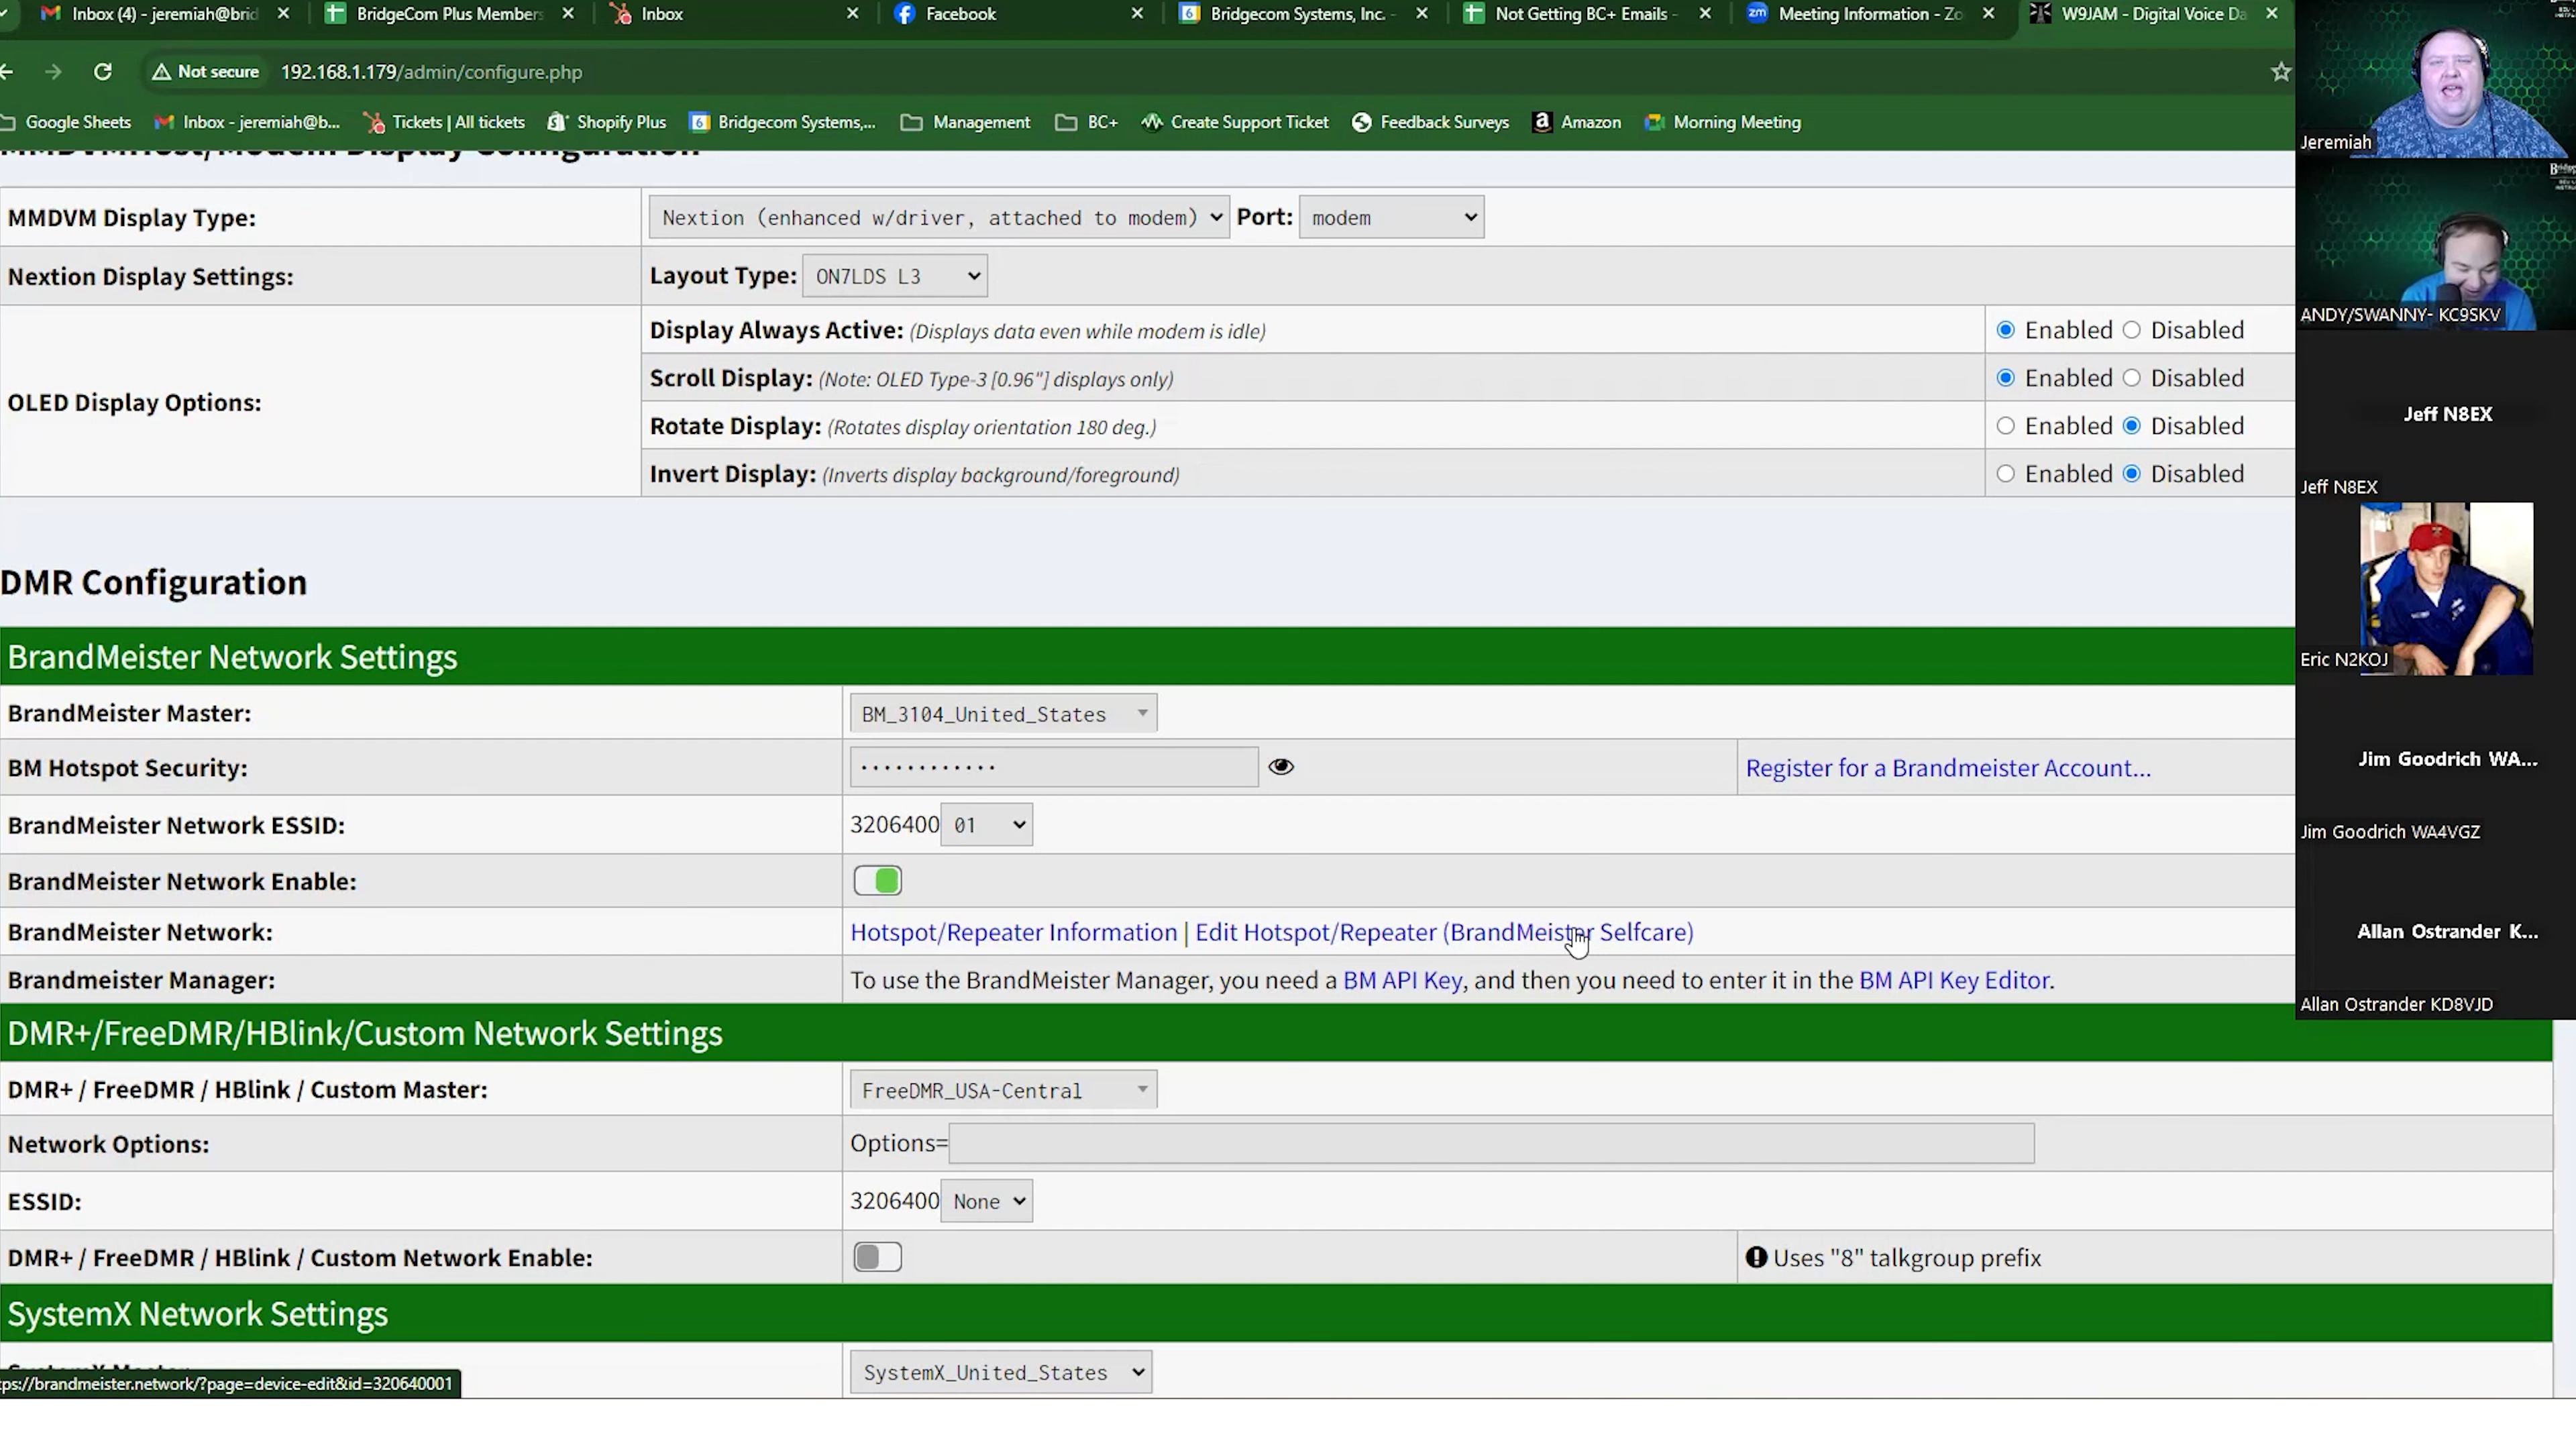 Inbox (4) - jeremiah@brid
BridgeCom Plus Members
Inbox
Facebook
Bridgecom Systems, Inc. -
Not Getting BC+ Emails -
Meeting Information - Zo
W9JAM - Digital Voice Da
Not secure 192.168.1.179/admin/configure.php
Google Sheets Inbox - jeremiah@b... Tickets | All tickets Shopify Plus Bridgecom Systems,... Management BC+ Create Support Ticket Feedback Surveys Amazon Morning Meeting
MMDVMHost/Modem Display Configuration
MMDVM Display Type: Nextion (enhanced w/driver, attached to modem) Port: modem
Nextion Display Settings: Layout Type: ON7LDS L3
OLED Display Options:
Display Always Active: (Displays data even while modem is idle) Enabled Disabled
Scroll Display: (Note: OLED Type-3 [0.96"] displays only) Enabled Disabled
Rotate Display: (Rotates display orientation 180 deg.) Enabled Disabled
Invert Display: (Inverts display background/foreground) Enabled Disabled
DMR Configuration
BrandMeister Network Settings
BrandMeister Master: BM_3104_United_States
BM Hotspot Security: ············ Register for a Brandmeister Account...
BrandMeister Network ESSID: 3206400 01
BrandMeister Network Enable:
BrandMeister Network: Hotspot/Repeater Information | Edit Hotspot/Repeater (BrandMeister Selfcare)
Brandmeister Manager: To use the BrandMeister Manager, you need a BM API Key, and then you need to enter it in the BM API Key Editor.
DMR+/FreeDMR/HBlink/Custom Network Settings
DMR+ / FreeDMR / HBlink / Custom Master: FreeDMR_USA-Central
Network Options: Options=
ESSID: 3206400 None
DMR+ / FreeDMR / HBlink / Custom Network Enable: Uses "8" talkgroup prefix
SystemX Network Settings
SystemX_United_States
tps://brandmeister.network/?page=device-edit&id=320640001
Jeremiah
ANDY/SWANNY- KC9SKV
Jeff N8EX
Jeff N8EX
Eric N2KOJ
Jim Goodrich WA...
Jim Goodrich WA4VGZ
Allan Ostrander K...
Allan Ostrander KD8VJD